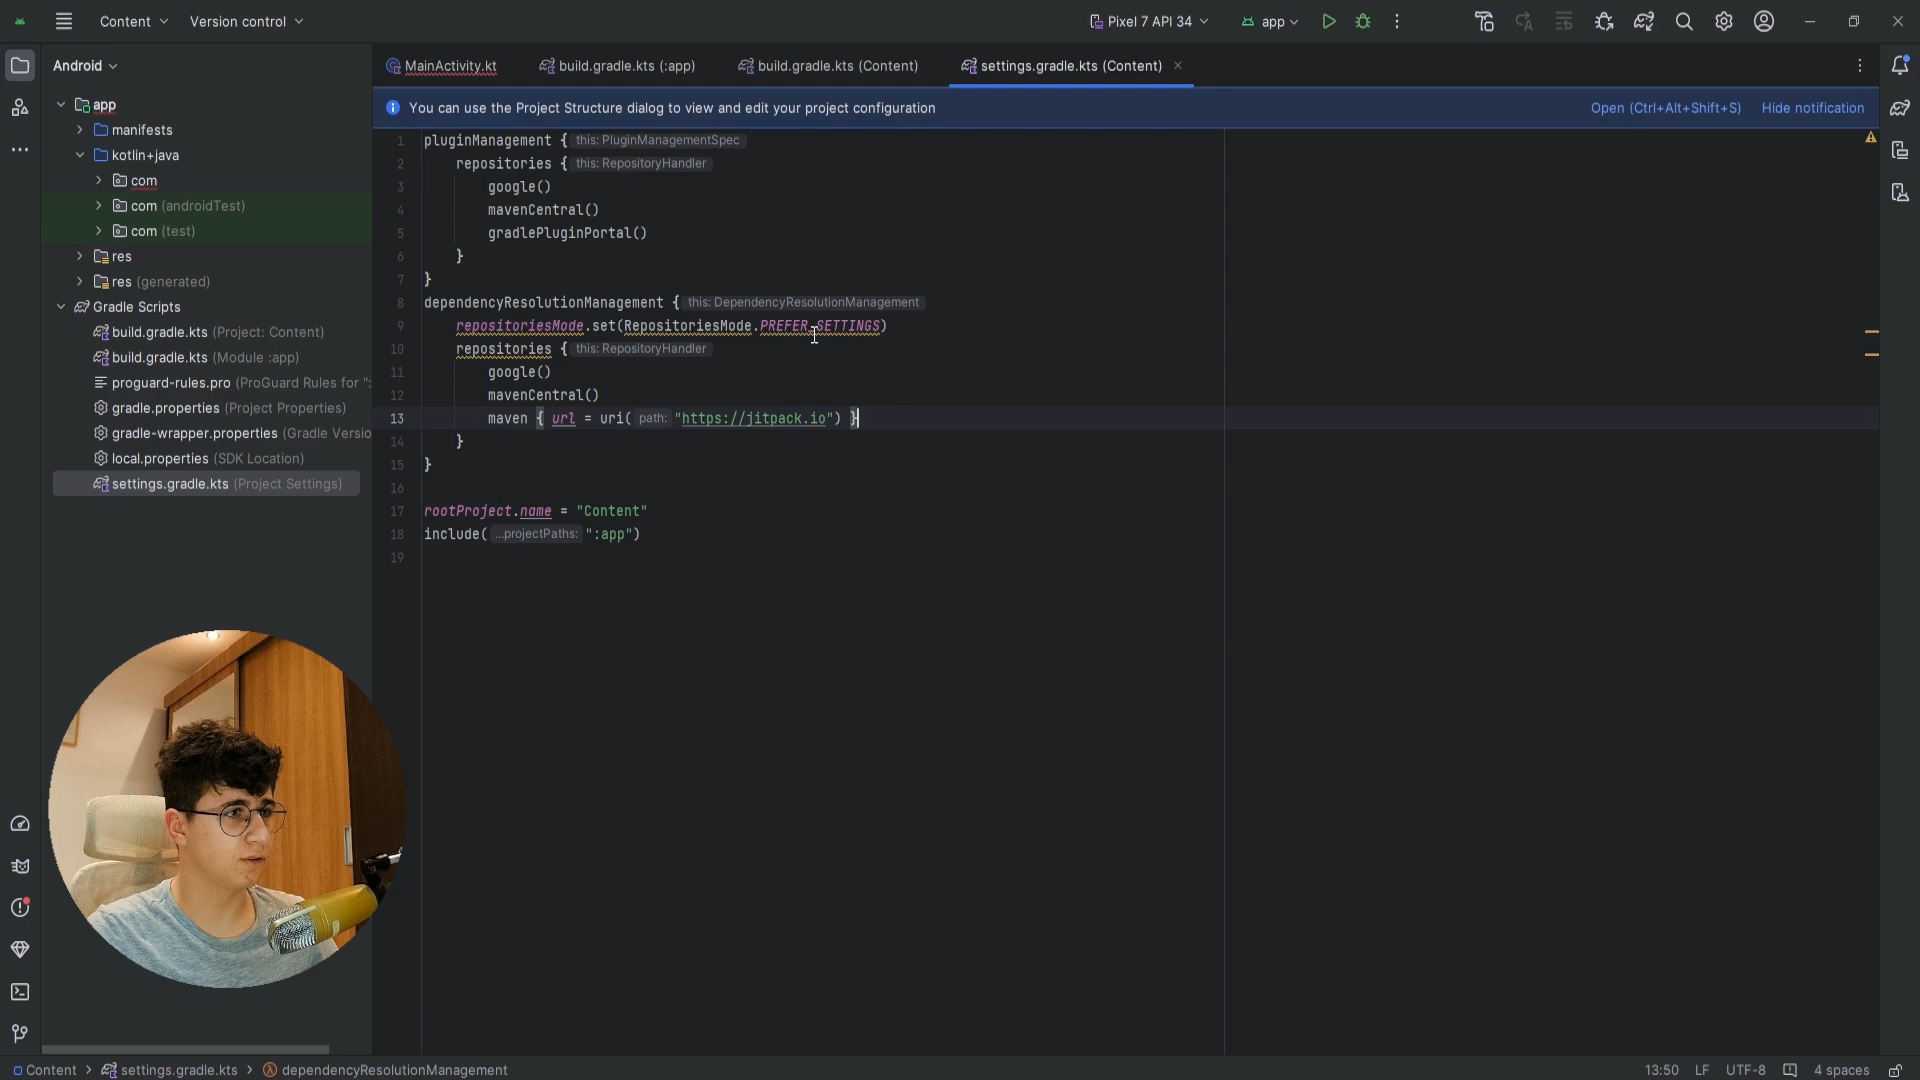 Content
Version control
Pixel 7 API 34
app
Android
MainActivity.kt
build.gradle.kts (:app)
build.gradle.kts (Content)
settings.gradle.kts (Content)
You can use the Project Structure dialog to view and edit your project configuration
Open (Ctrl+Alt+Shift+S)
Hide notification
app
manifests
kotlin+java
com
com (androidTest)
com (test)
res
res (generated)
Gradle Scripts
build.gradle.kts (Project: Content)
build.gradle.kts (Module :app)
proguard-rules.pro (ProGuard Rules for ":
gradle.properties (Project Properties)
gradle-wrapper.properties (Gradle Versio
local.properties (SDK Location)
settings.gradle.kts (Project Settings)
1 pluginManagement { this: PluginManagementSpec
2 repositories { this: RepositoryHandler
3 google()
4 mavenCentral()
5 gradlePluginPortal()
6 }
7 }
8 dependencyResolutionManagement { this: DependencyResolutionManagement
9 repositoriesMode.set(RepositoriesMode.PREFER_SETTINGS)
10 repositories { this: RepositoryHandler
11 google()
12 mavenCentral()
13 maven { url = uri( path: "https://jitpack.io") }
14 }
15 }
16
17 rootProject.name = "Content"
18 include( ...projectPaths: ":app")
19
Content > settings.gradle.kts > dependencyResolutionManagement
13:50 LF UTF-8 4 spaces